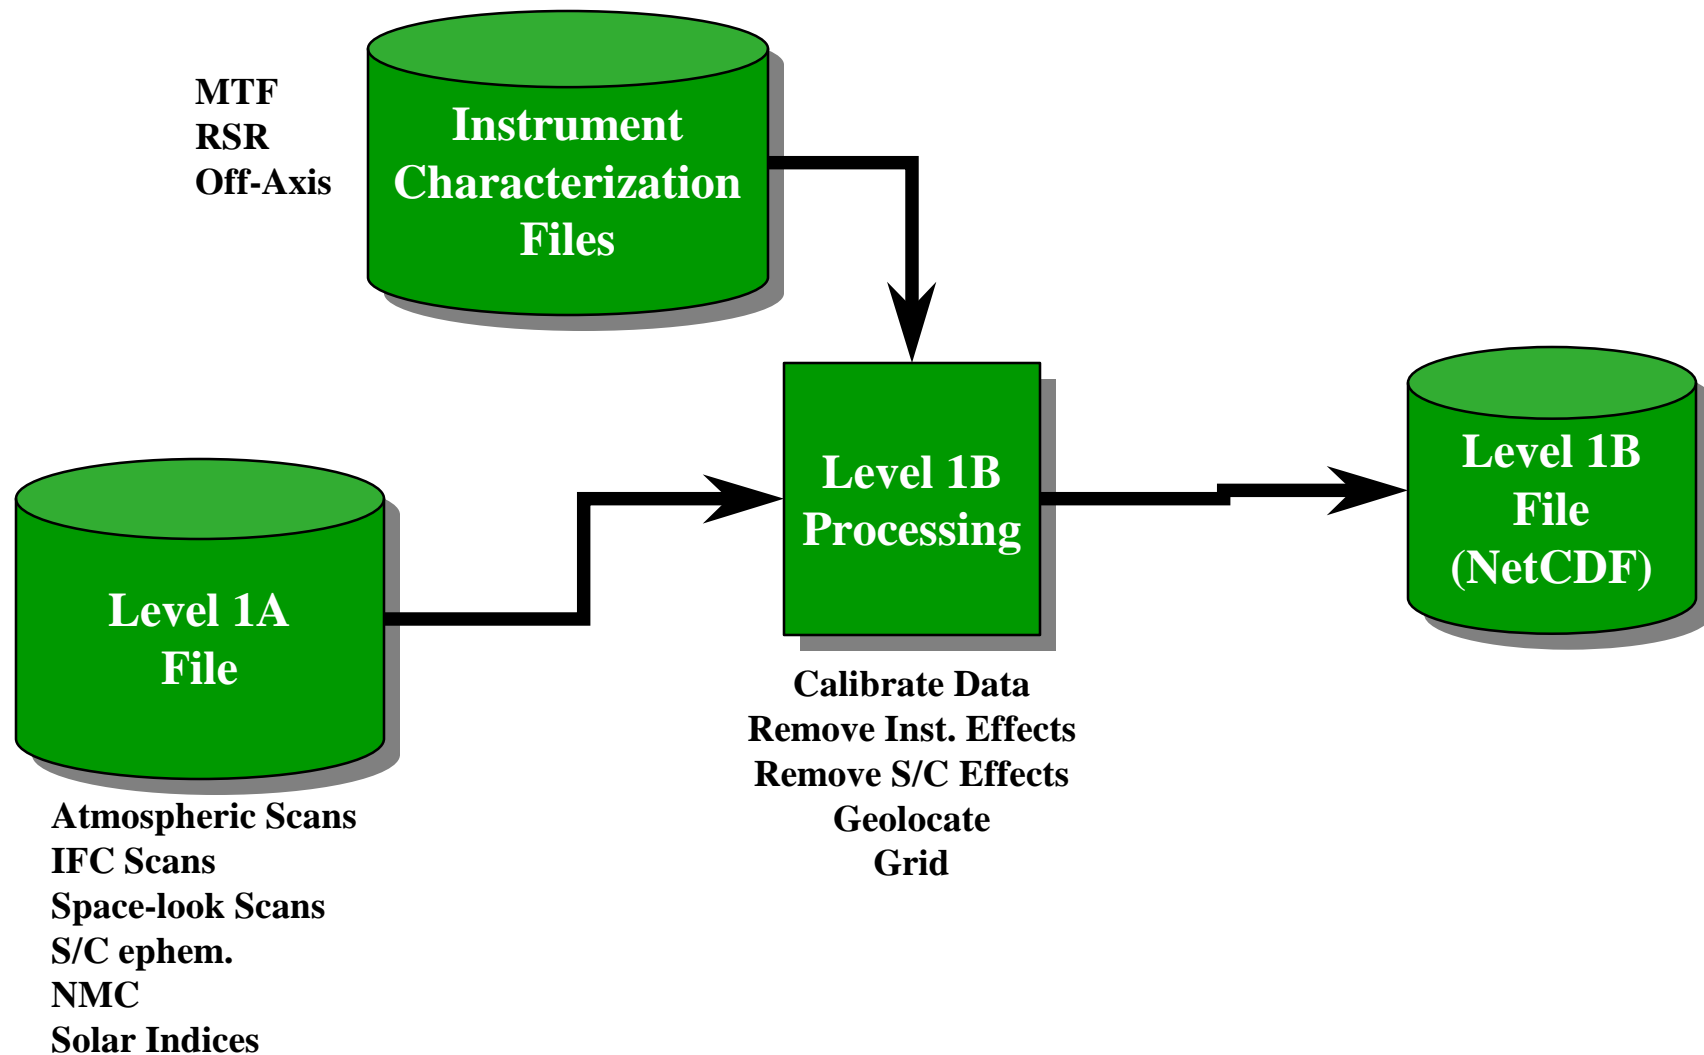 MTF
RSR
Off-Axis
Instrument
Characterization
Files
Level 1A
File
Atmospheric Scans
IFC Scans
Space-look Scans
S/C ephem.
NMC
Solar Indices
Level 1B
Processing
Calibrate Data
Remove Inst. Effects
Remove S/C Effects
Geolocate
Grid
Level 1B
File
(NetCDF)